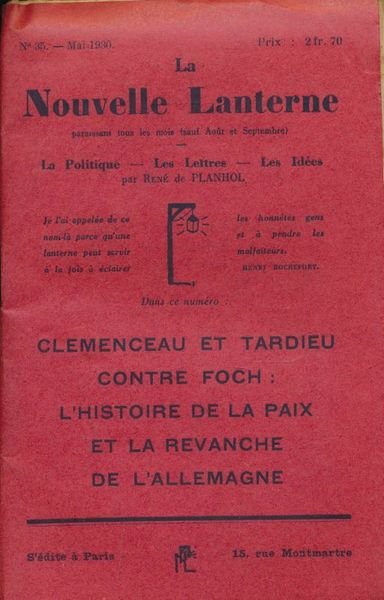 N° 35. — Mai 1930.
Prix : 2 fr. 70
La
Nouvelle Lanterne
paraissant tous les mois (sauf Août et Septembre)
La Politique — Les Lettres — Les Idées
par RENÉ de PLANHOL
Je l'ai appelée de ce
nom-là parce qu'une
lanterne peut servir
à la fois à éclairer
les honnêtes gens
et à pendre les
malfaiteurs.
HENRI ROCHEFORT.
Dans ce numéro :
CLEMENCEAU ET TARDIEU
CONTRE FOCH :
L'HISTOIRE DE LA PAIX
ET LA REVANCHE
DE L'ALLEMAGNE
S'édite à Paris
15, rue Montmartre